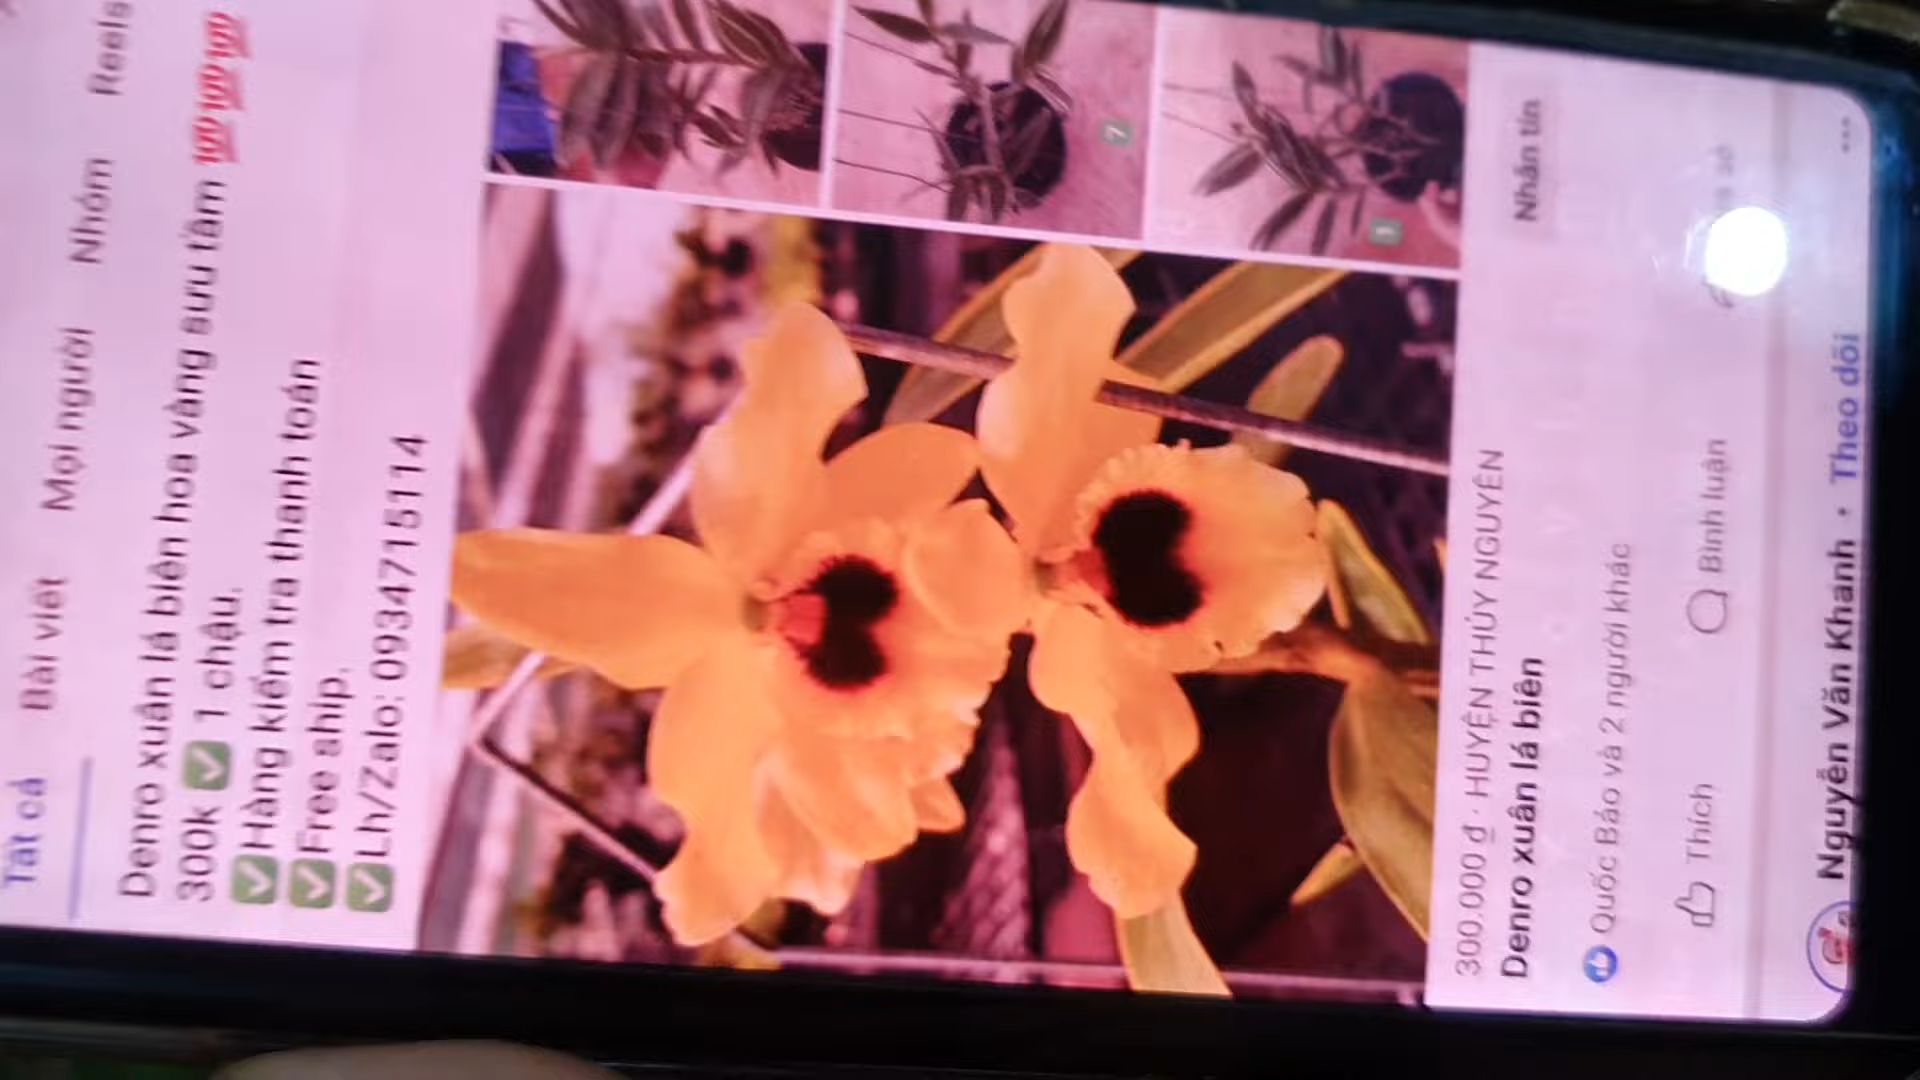 Tất cả Bài viết Mọi người Nhóm Reels
Denro xuân lá biên hoa vàng sưu tầm 💯💯💯
300k ✅ 1 chậu.
✅Hàng kiểm tra thanh toán
✅Free ship.
✅Lh/Zalo: 0934715114
7
1
300.000 ₫ · HUYỆN THỦY NGUYÊN
Denro xuân lá biên
Nhắn tin
Quốc Bảo và 2 người khác
Thích Bình luận
Nguyễn Văn Khanh · Theo dõi